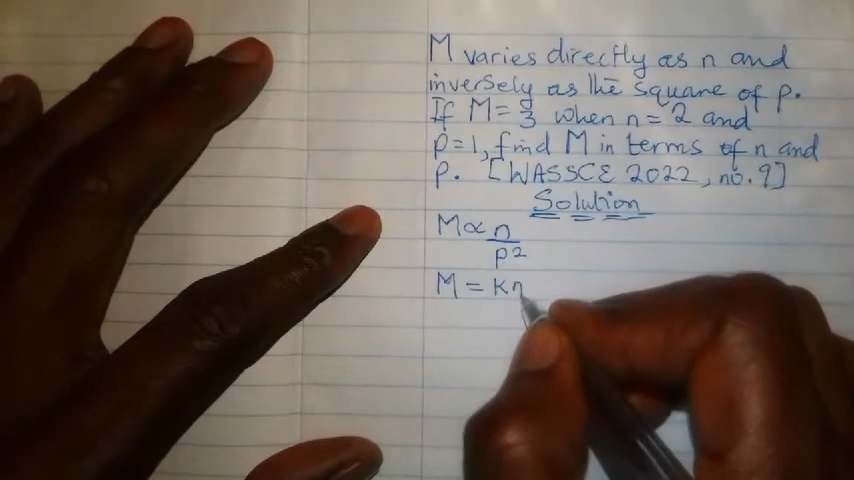 M varies directly as n and
inversely as the square of p.
If M = 2/3 when n = 2 and
p = 1, find M in terms of n and
p. [WASSCE 2022, no. 9]
Solution
M ∝ n/p²
M = Kn